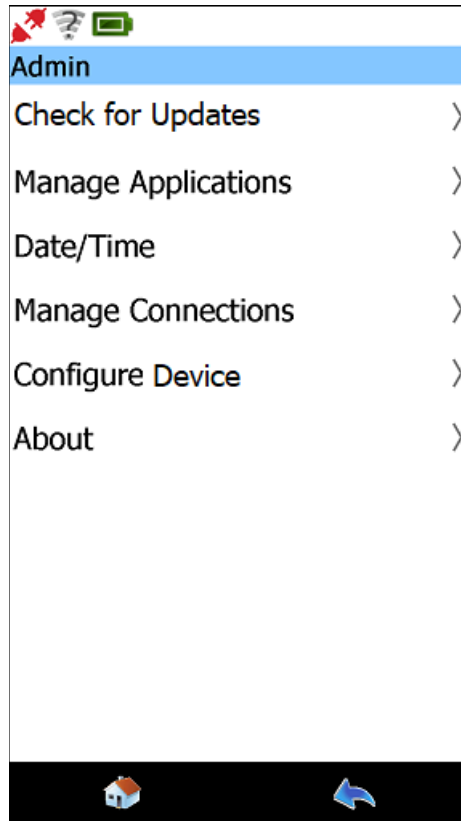 Admin
Check for Updates
Manage Applications
Date/Time
Manage Connections
Configure Device
About